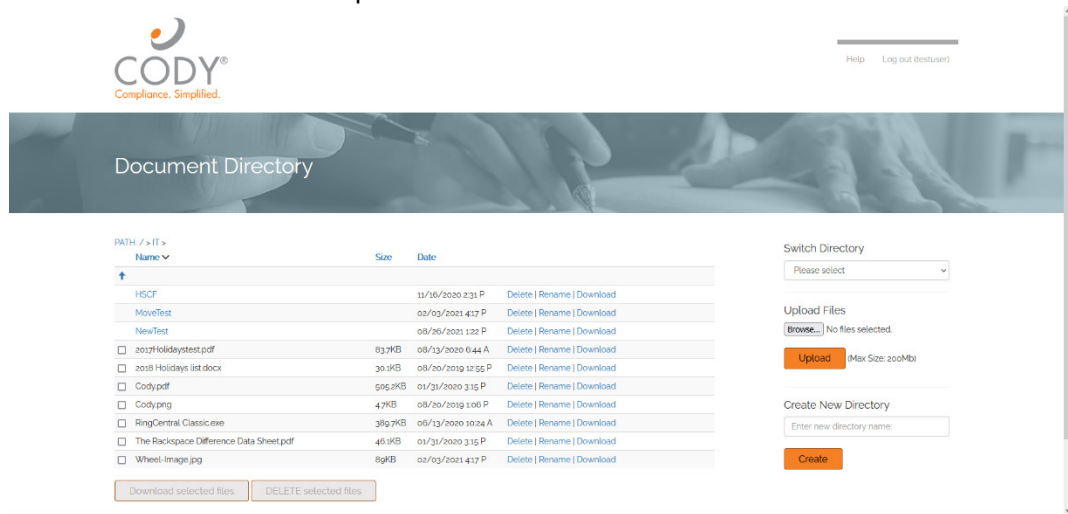 CODY®
Compliance. Simplified.
Help Log out (testuser)
Document Directory
PATH: / > IT >
Name Size Date
HSCF 11/16/2020 2:31 P Delete | Rename | Download
MoveTest 02/03/2021 4:17 P Delete | Rename | Download
NewTest 08/26/2021 1:22 P Delete | Rename | Download
2017Holidaystest.pdf 83.7KB 08/13/2020 6:44 A Delete | Rename | Download
2018 Holidays list.docx 30.1KB 08/20/2019 12:55 P Delete | Rename | Download
Cody.pdf 505.2KB 01/31/2020 3:15 P Delete | Rename | Download
Cody.png 4.7KB 08/20/2019 1:06 P Delete | Rename | Download
RingCentral Classic.exe 389.7KB 06/13/2020 10:24 A Delete | Rename | Download
The Rackspace Difference Data Sheet.pdf 46.1KB 01/31/2020 3:15 P Delete | Rename | Download
Wheel-Image.jpg 89KB 02/03/2021 4:17 P Delete | Rename | Download
Download selected files DELETE selected files
Switch Directory
Please select
Upload Files
Browse... No files selected.
Upload (Max Size: 200Mb)
Create New Directory
Enter new directory name:
Create